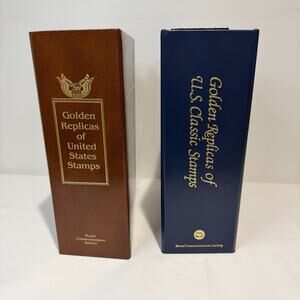 Golden
Replicas
of
United
States
Stamps
Postal
Commemorative
Society
Golden Replicas of
U.S. Classic Stamps
Postal Commemorative Society